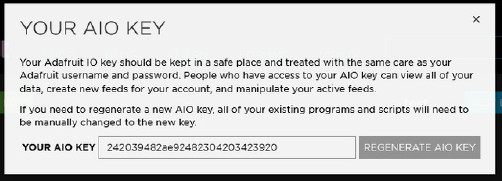 YOUR AIO KEY
×
Your Adafruit IO key should be kept in a safe place and treated with the same care as your
Adafruit username and password. People who have access to your AIO key can view all of your
data, create new feeds for your account, and manipulate your active feeds.
If you need to regenerate a new AIO key, all of your existing programs and scripts will need to
be manually changed to the new key.
YOUR AIO KEY 242039482ae92482304203423920 REGENERATE AIO KEY